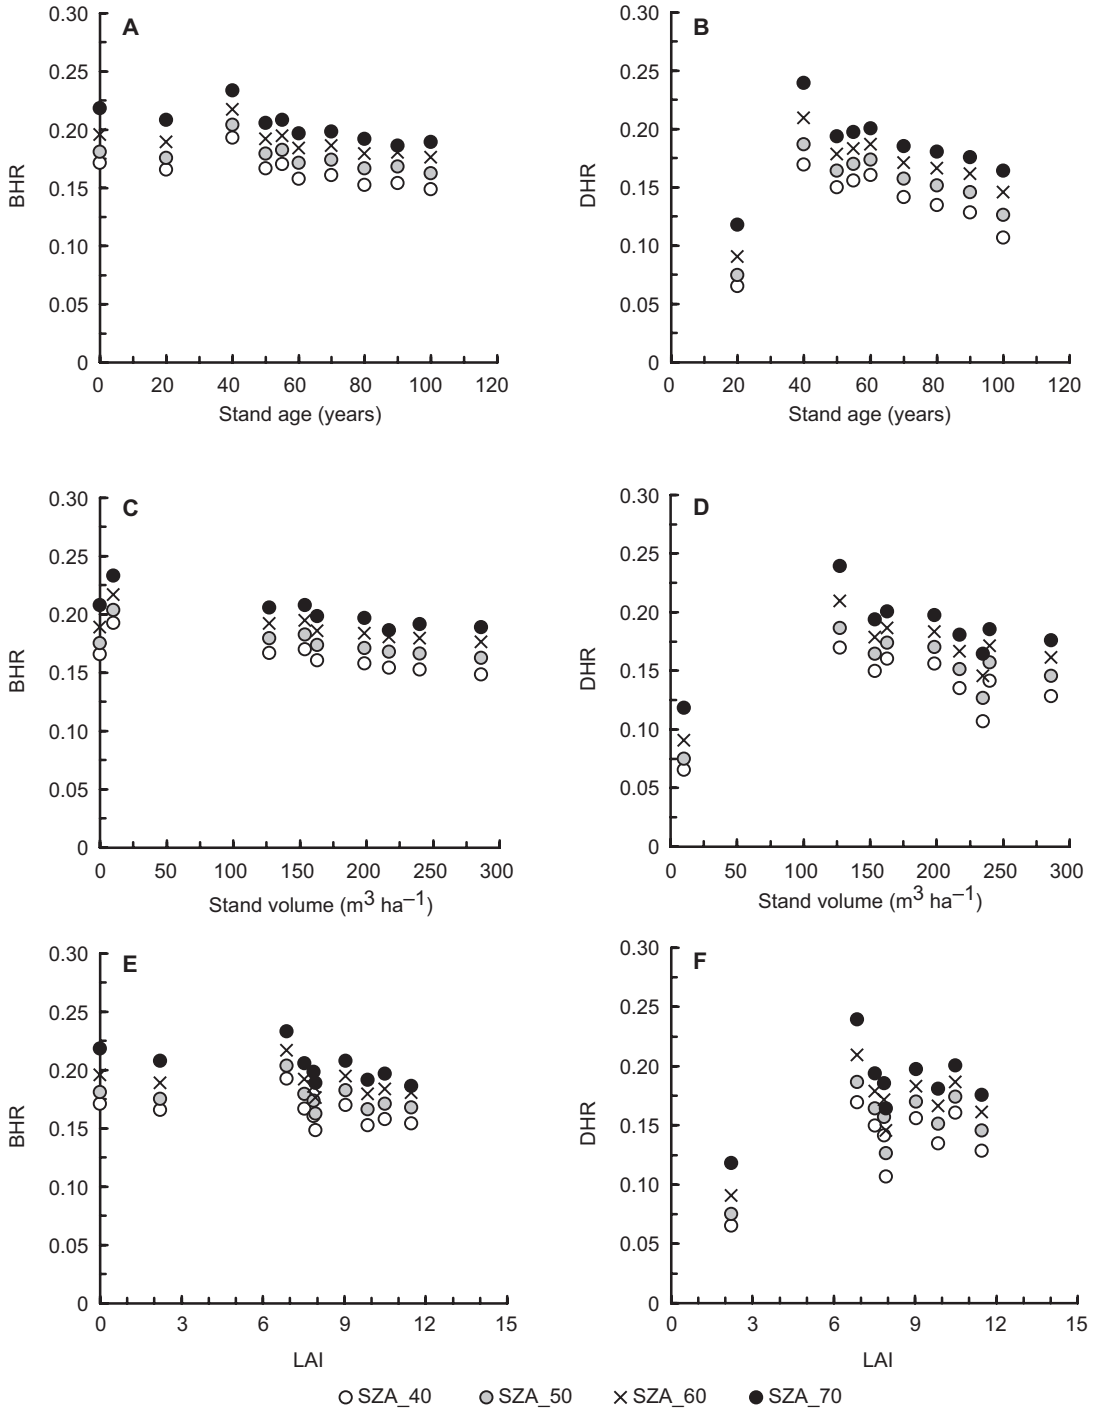 A
0.30
0.25
0.20
0.15
0.10
0.05
0
BHR
0 20 40 60 80 100 120
Stand age (years)
B
0.30
0.25
0.20
0.15
0.10
0.05
0
DHR
0 20 40 60 80 100 120
Stand age (years)
C
0.30
0.25
0.20
0.15
0.10
0.05
0
BHR
0 50 100 150 200 250 300
Stand volume (m³ ha⁻¹)
D
0.30
0.25
0.20
0.15
0.10
0.05
0
DHR
0 50 100 150 200 250 300
Stand volume (m³ ha⁻¹)
E
0.30
0.25
0.20
0.15
0.10
0.05
0
BHR
0 3 6 9 12 15
LAI
F
0.30
0.25
0.20
0.15
0.10
0.05
0
DHR
0 3 6 9 12 15
LAI
SZA_40 SZA_50 SZA_60 SZA_70